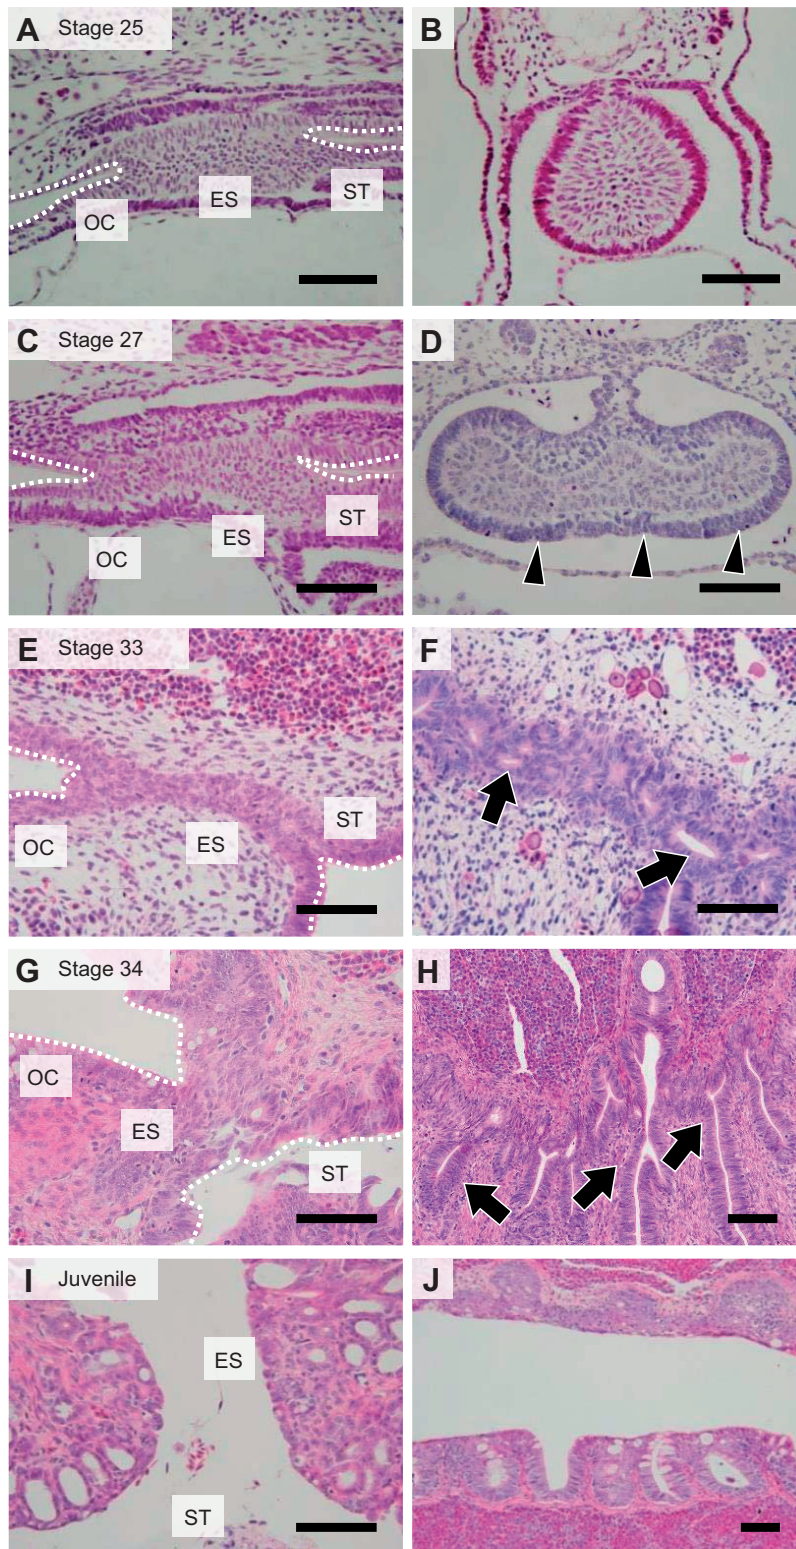 A Stage 25
B
OC
ES
ST
C Stage 27
D
OC
ES
ST
E Stage 33
F
OC
ES
ST
G Stage 34
H
OC
ES
ST
I Juvenile
J
ES
ST